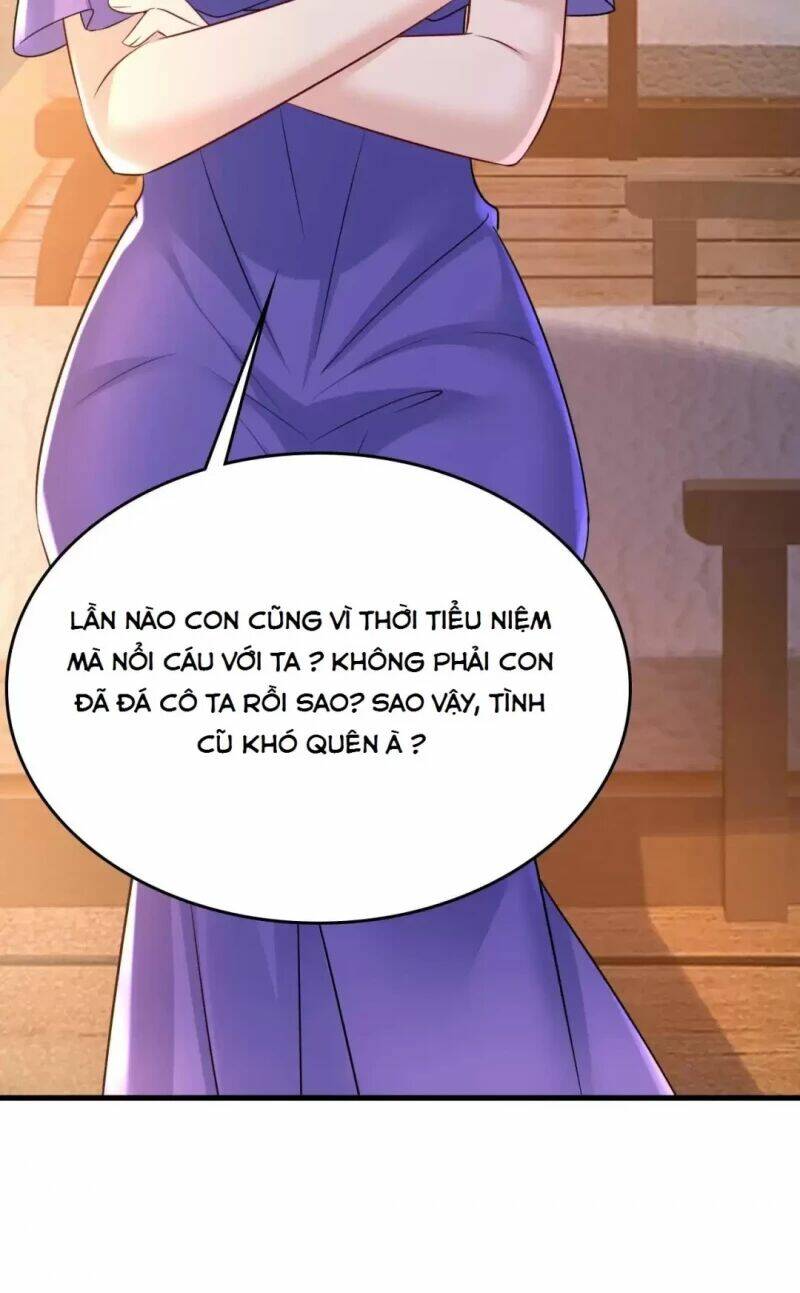 LẦN NÀO CON CŨNG VÌ THỜI TIỂU NIỆM
MÀ NỔI CÁU VỚI TA ? KHÔNG PHẢI CON
ĐÃ ĐÁ CÔ TA RỒI SAO? SAO VẬY, TÌNH
CŨ KHÓ QUÊN À ?